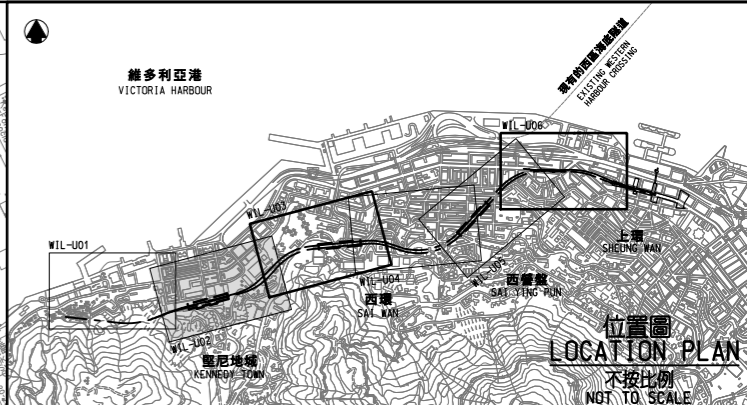 維多利亞港
VICTORIA HARBOUR
現有的西區海底隧道
EXISTING WESTERN
HARBOUR CROSSING
WIL-U06
WIL-U03
WIL-U01
上環
SHEUNG WAN
WIL-U05
WIL-U04
西營盤
SAI YING PUN
西環
SAI WAN
WIL-U02
堅尼地城
KENNEDY TOWN
位置圖
LOCATION PLAN
不按比例
NOT TO SCALE